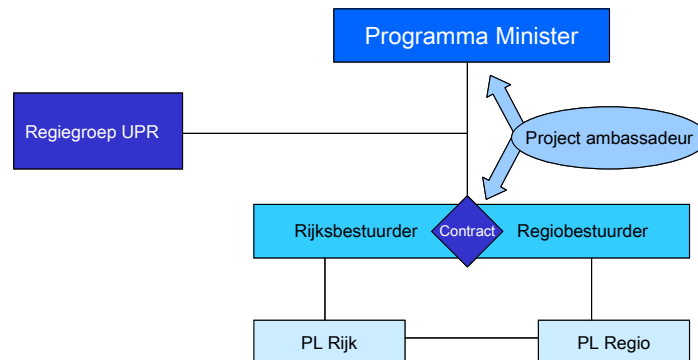 Programma Minister
Regiegroep UPR
Project ambassadeur
Rijksbestuurder
Contract
Regiobestuurder
PL Rijk
PL Regio